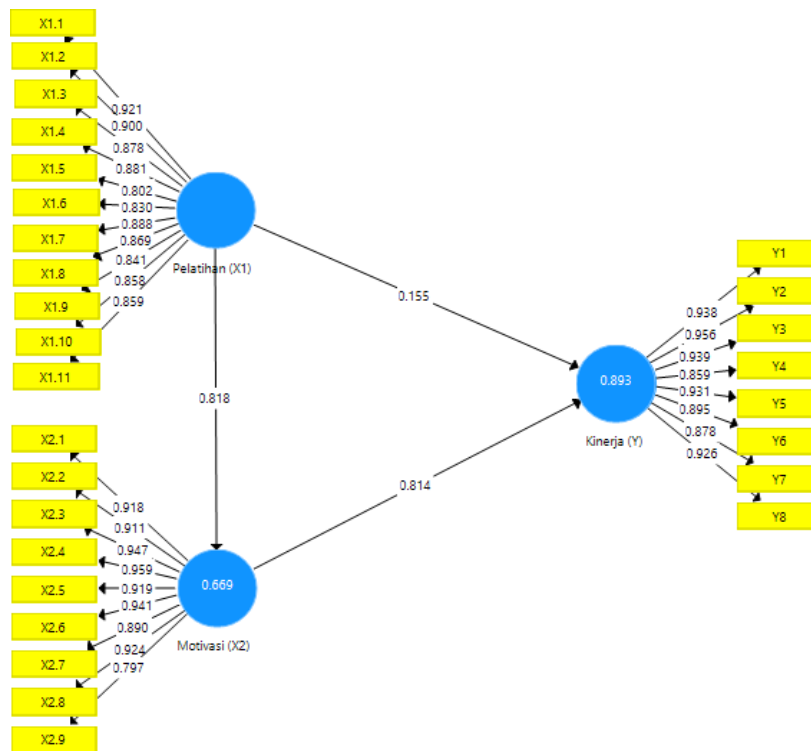 X1.1
X1.2
X1.3
X1.4
X1.5
X1.6
X1.7
X1.8
X1.9
X1.10
X1.11
0.921
0.900
0.878
0.881
0.802
0.830
0.888
0.869
0.841
0.858
0.859
Pelatihan (X1)
0.155
0.818
X2.1
X2.2
X2.3
X2.4
X2.5
X2.6
X2.7
X2.8
X2.9
0.918
0.911
0.947
0.959
0.919
0.941
0.890
0.924
0.797
0.669
Motivasi (X2)
0.814
0.893
Kinerja (Y)
0.938
0.956
0.939
0.859
0.931
0.895
0.878
0.926
Y1
Y2
Y3
Y4
Y5
Y6
Y7
Y8